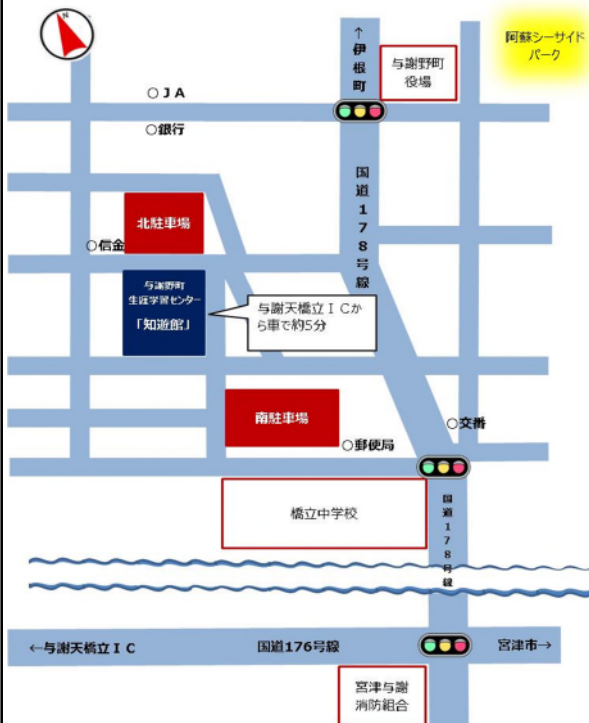 ↑伊根町
与謝野町
役場
阿蘇シーサイド
パーク
○JA
○銀行
国道178号線
北駐車場
○信金
与謝野町
生涯学習センター
「知遊館」
与謝天橋立ICか
ら車で約5分
南駐車場
○交番
○郵便局
橋立中学校
国道178号線
←与謝天橋立IC
国道176号線
宮津市→
宮津与謝
消防組合